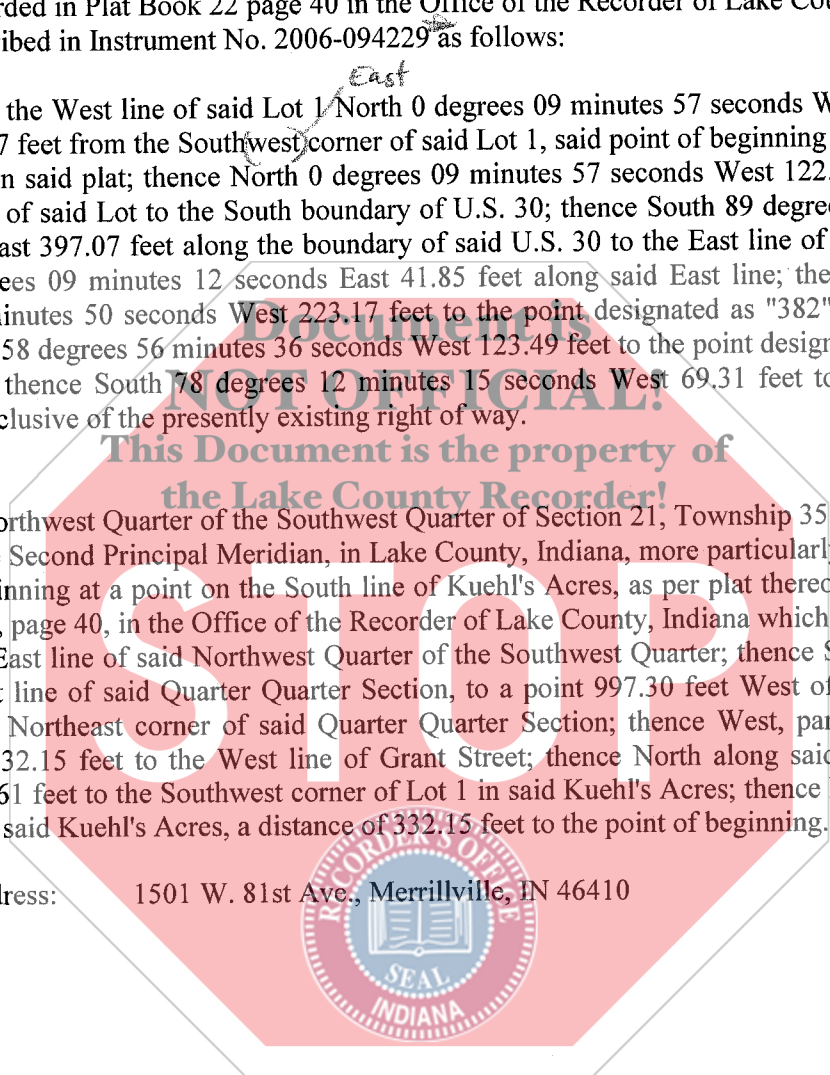 rded in Plat Book 22 page 40 in the Office of the Recorder of Lake Cou
ibed in Instrument No. 2006-094229 as follows:
East
the West line of said Lot 1 North 0 degrees 09 minutes 57 seconds W
7 feet from the South(west) corner of said Lot 1, said point of beginning
n said plat; thence North 0 degrees 09 minutes 57 seconds West 122.
of said Lot to the South boundary of U.S. 30; thence South 89 degre
ast 397.07 feet along the boundary of said U.S. 30 to the East line of
ees 09 minutes 12 seconds East 41.85 feet along said East line; the
inutes 50 seconds West 223.17 feet to the point designated as "382"
58 degrees 56 minutes 36 seconds West 123.49 feet to the point design
thence South 78 degrees 12 minutes 15 seconds West 69.31 feet to
clusive of the presently existing right of way.
Document is
NOT OFFICIAL!
This Document is the property of
the Lake County Recorder!
orthwest Quarter of the Southwest Quarter of Section 21, Township 35
Second Principal Meridian, in Lake County, Indiana, more particularl
inning at a point on the South line of Kuehl's Acres, as per plat thereo
, page 40, in the Office of the Recorder of Lake County, Indiana which
East line of said Northwest Quarter of the Southwest Quarter; thence S
t line of said Quarter Quarter Section, to a point 997.30 feet West of
Northeast corner of said Quarter Quarter Section; thence West, par
32.15 feet to the West line of Grant Street; thence North along said
61 feet to the Southwest corner of Lot 1 in said Kuehl's Acres; thence
said Kuehl's Acres, a distance of 332.15 feet to the point of beginning.
STOP
dress: 1501 W. 81st Ave., Merrillville, IN 46410
RECORDER'S OFFICE
SEAL
INDIANA